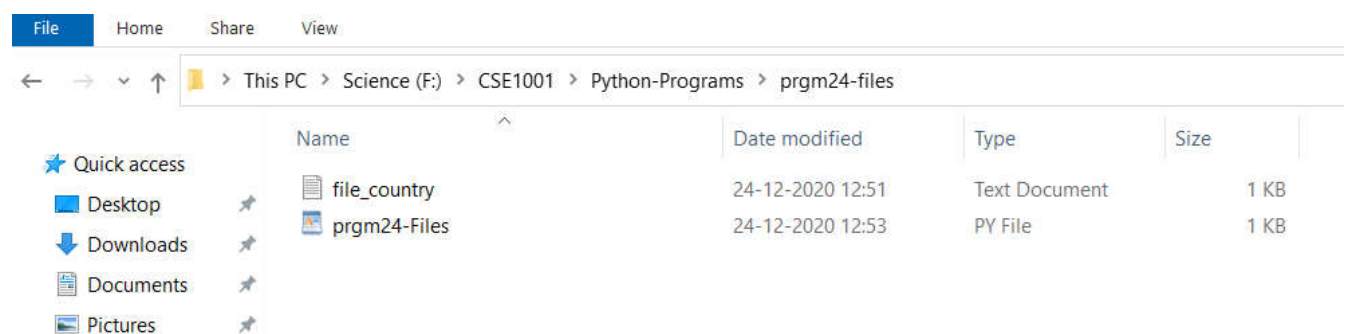 File Home Share View
This PC > Science (F:) > CSE1001 > Python-Programs > prgm24-files
Name Date modified Type Size
Quick access
file_country 24-12-2020 12:51 Text Document 1 KB
Desktop
prgm24-Files 24-12-2020 12:53 PY File 1 KB
Downloads
Documents
Pictures